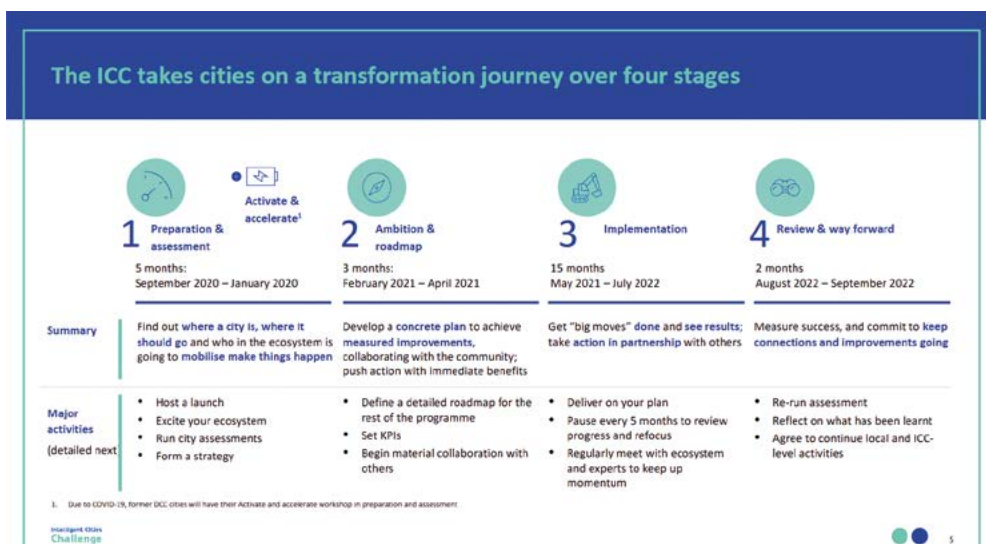 The ICC takes cities on a transformation journey over four stages
Activate &
accelerate¹
1
Preparation &
assessment
5 months:
September 2020 – January 2020
2
Ambition &
roadmap
3 months:
February 2021 – April 2021
3
Implementation
15 months
May 2021 – July 2022
4
Review & way forward
2 months
August 2022 – September 2022
Summary
Find out where a city is, where it
should go and who in the ecosystem is
going to mobilise make things happen
Develop a concrete plan to achieve
measured improvements,
collaborating with the community;
push action with immediate benefits
Get "big moves" done and see results;
take action in partnership with others
Measure success, and commit to keep
connections and improvements going
Major
activities
(detailed next)
• Host a launch
• Excite your ecosystem
• Run city assessments
• Form a strategy
• Define a detailed roadmap for the
rest of the programme
• Set KPIs
• Begin material collaboration with
others
• Deliver on your plan
• Pause every 5 months to review
progress and refocus
• Regularly meet with ecosystem
and experts to keep up
momentum
• Re-run assessment
• Reflect on what has been learnt
• Agree to continue local and ICC-
level activities
1. Due to COVID-19, former DCC cities will have their Activate and accelerate workshop in preparation and assessment
Intelligent Cities
Challenge
5